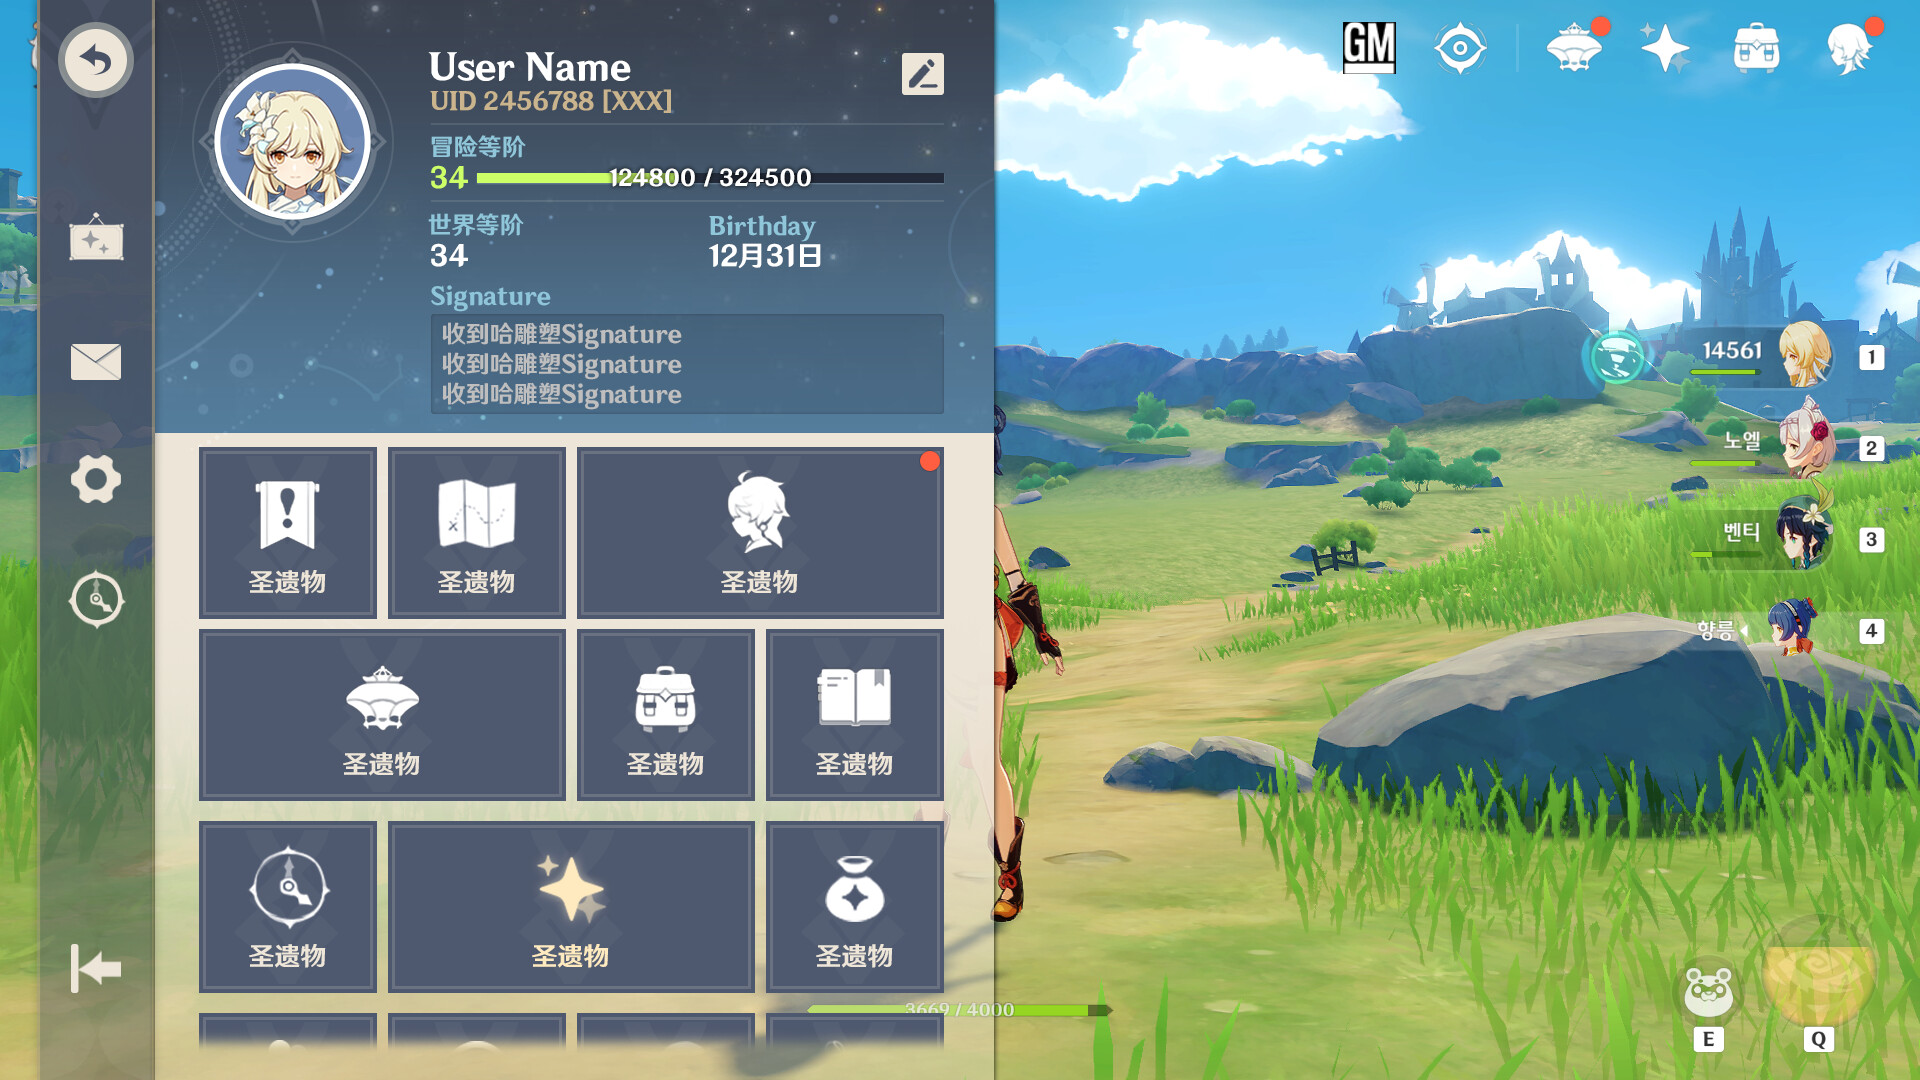 User Name
UID 2456788 [XXX]
冒险等阶
34
124800 / 324500
世界等阶
34
Birthday
12月31日
Signature
收到哈雕塑Signature
收到哈雕塑Signature
收到哈雕塑Signature
圣遗物
圣遗物
圣遗物
圣遗物
圣遗物
圣遗物
圣遗物
圣遗物
圣遗物
3669 / 4000
GM
14561
1
노엘
2
벤티
3
향릉
4
E
Q